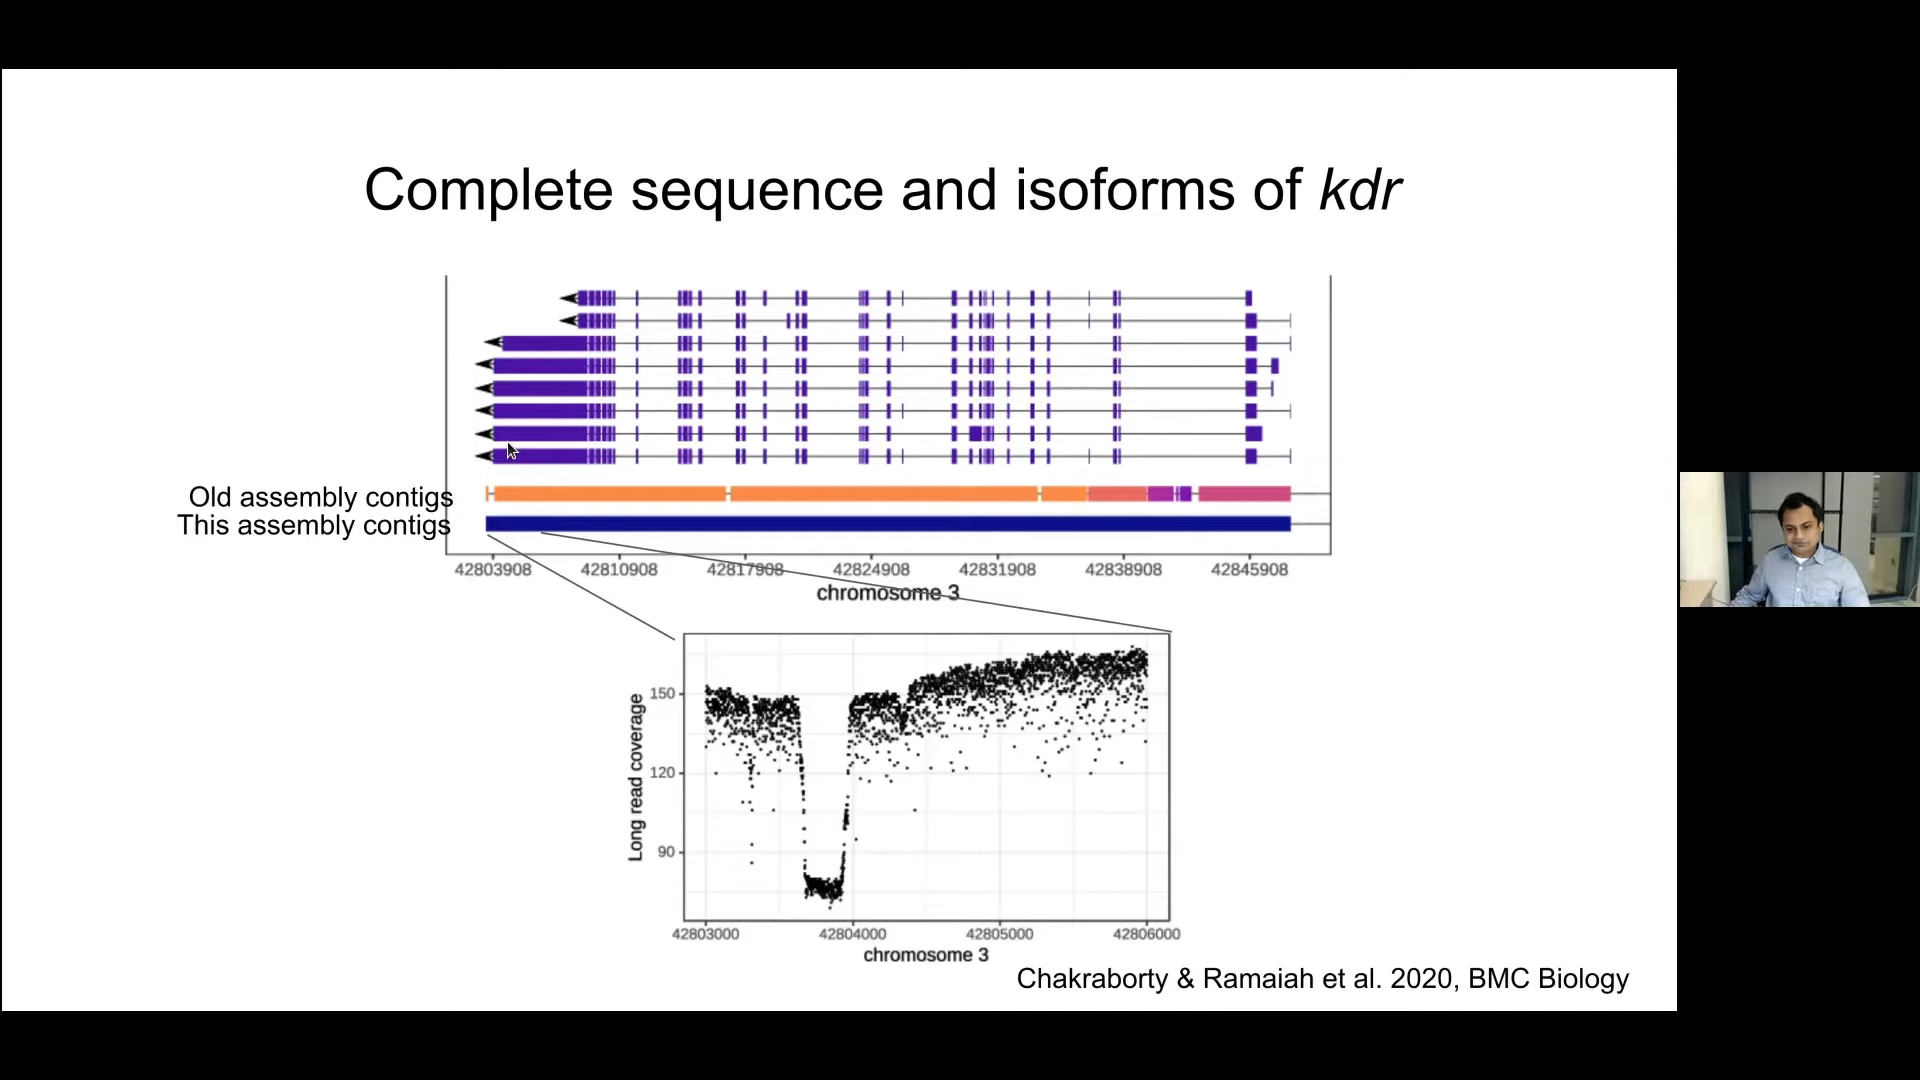 Complete sequence and isoforms of kdr
Old assembly contigs
This assembly contigs
42803908 42810908 42817908 42824908 42831908 42838908 42845908
chromosome 3
Long read coverage
150
120
90
42803000 42804000 42805000 42806000
chromosome 3
Chakraborty & Ramaiah et al. 2020, BMC Biology